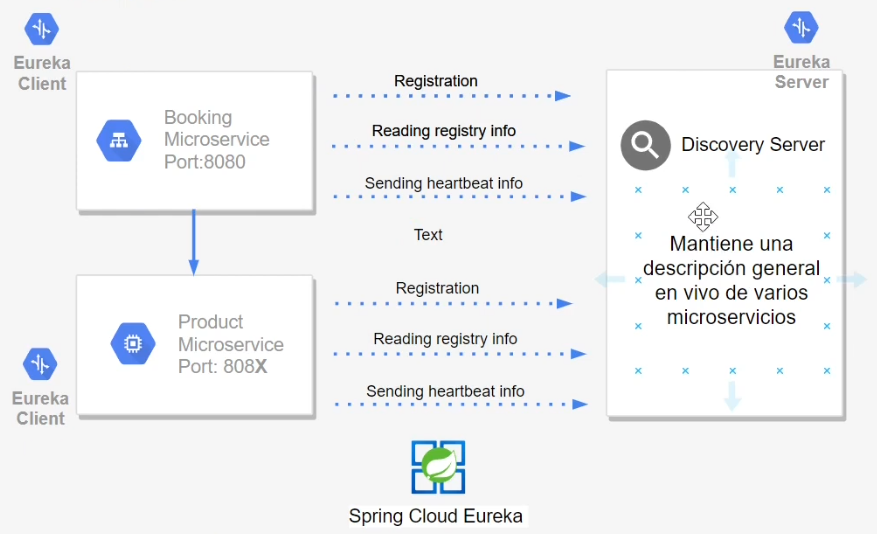 Eureka
Client
Eureka
Server
Booking
Microservice
Port:8080
Registration
Reading registry info
Sending heartbeat info
Discovery Server
Text
Mantiene una
descripción general
en vivo de varios
microservicios
Product
Microservice
Port: 808X
Registration
Reading registry info
Sending heartbeat info
Eureka
Client
Spring Cloud Eureka